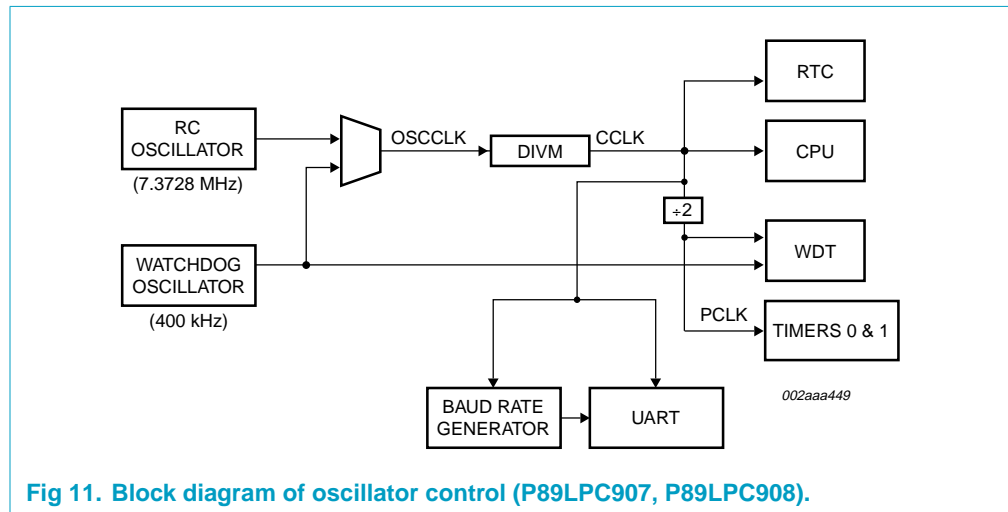 RTC
RC
OSCILLATOR
(7.3728 MHz)
OSCCLK
DIVM
CCLK
CPU
÷2
WATCHDOG
OSCILLATOR
(400 kHz)
WDT
PCLK
TIMERS 0 & 1
BAUD RATE
GENERATOR
UART
002aaa449
Fig 11. Block diagram of oscillator control (P89LPC907, P89LPC908).